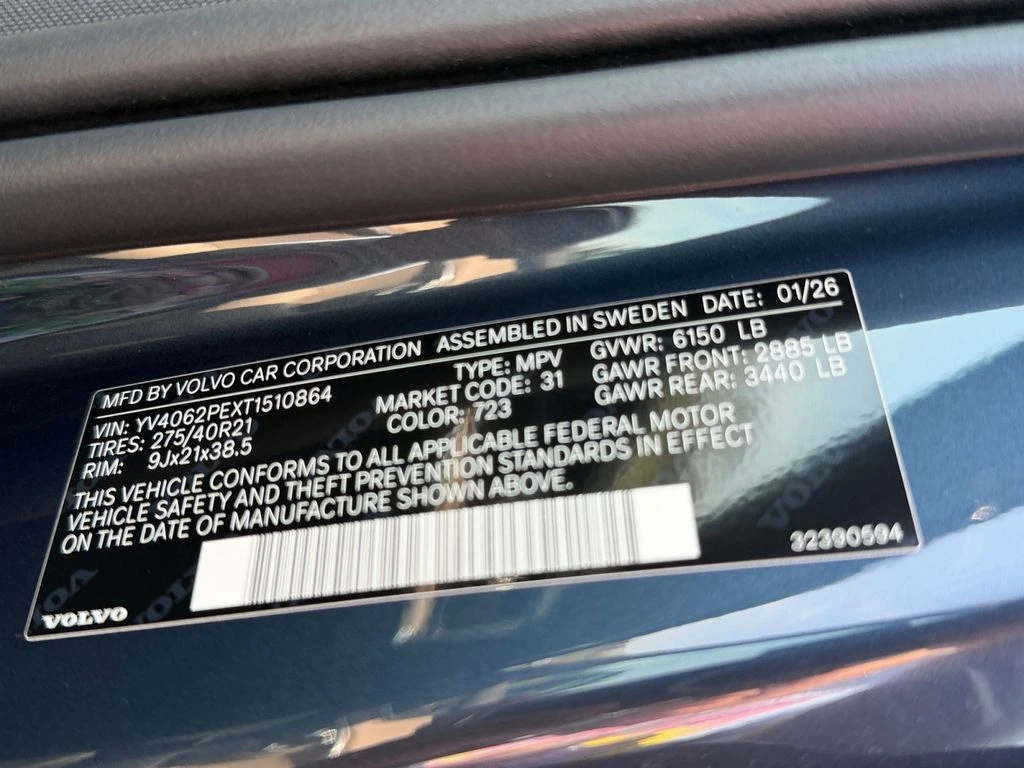 MFD BY VOLVO CAR CORPORATION ASSEMBLED IN SWEDEN DATE: 01/26
VIN: YV4062PEXT1510864 TYPE: MPV GVWR: 6150 LB
TIRES: 275/40R21 MARKET CODE: 31 GAWR FRONT: 2885 LB
RIM: 9Jx21x38.5 COLOR: 723 GAWR REAR: 3440 LB
THIS VEHICLE CONFORMS TO ALL APPLICABLE FEDERAL MOTOR
VEHICLE SAFETY AND THEFT PREVENTION STANDARDS IN EFFECT
ON THE DATE OF MANUFACTURE SHOWN ABOVE.
VOLVO 32390594